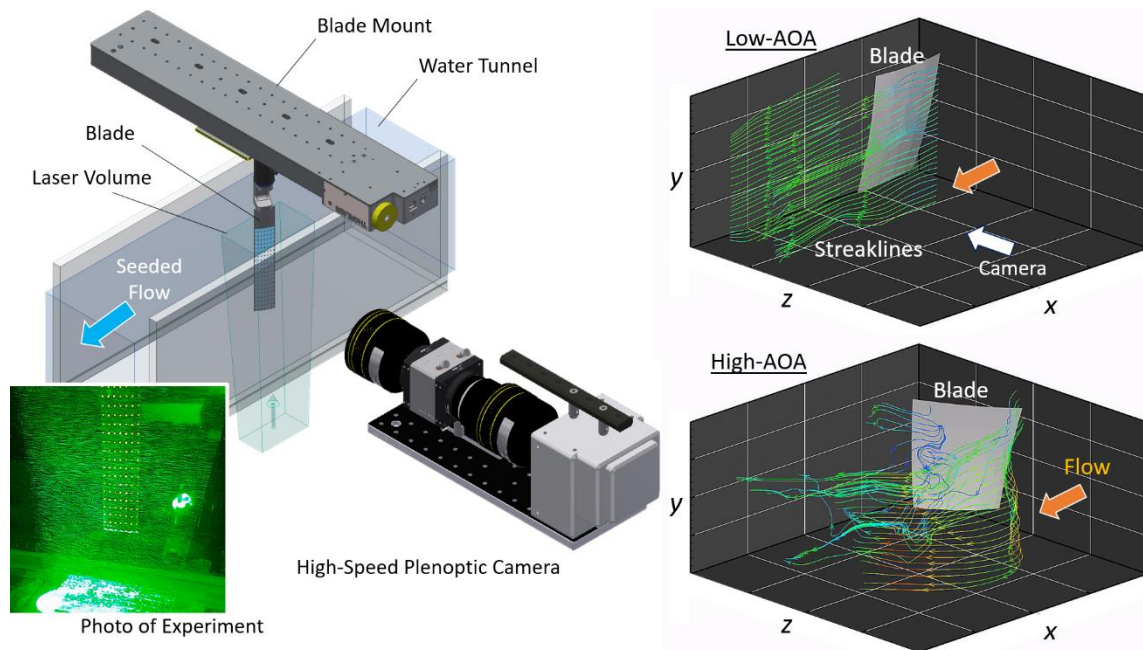 Blade Mount
Water Tunnel
Blade
Laser Volume
Seeded
Flow
High-Speed Plenoptic Camera
Photo of Experiment
Low-AOA
Blade
y
Streaklines
Camera
z
x
High-AOA
Blade
Flow
y
z
x